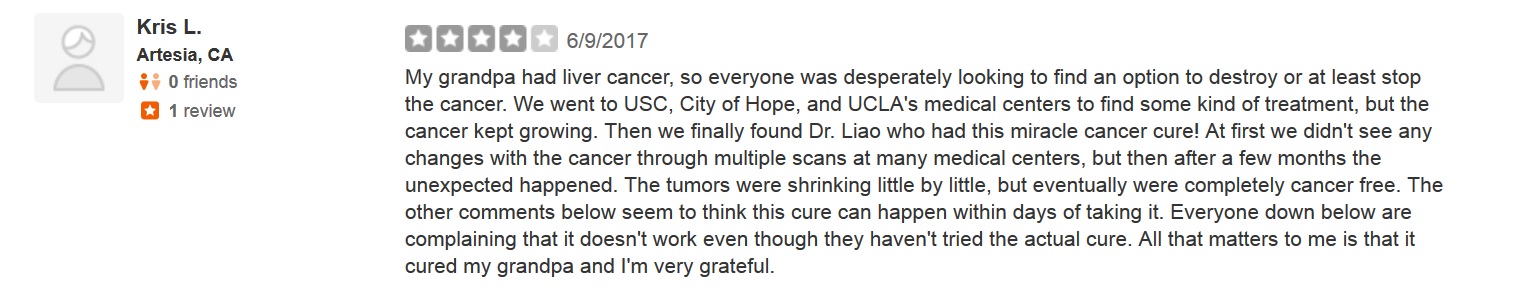 Kris L.
Artesia, CA
0 friends
1 review
6/9/2017
My grandpa had liver cancer, so everyone was desperately looking to find an option to destroy or at least stop
the cancer. We went to USC, City of Hope, and UCLA's medical centers to find some kind of treatment, but the
cancer kept growing. Then we finally found Dr. Liao who had this miracle cancer cure! At first we didn't see any
changes with the cancer through multiple scans at many medical centers, but then after a few months the
unexpected happened. The tumors were shrinking little by little, but eventually were completely cancer free. The
other comments below seem to think this cure can happen within days of taking it. Everyone down below are
complaining that it doesn't work even though they haven't tried the actual cure. All that matters to me is that it
cured my grandpa and I'm very grateful.